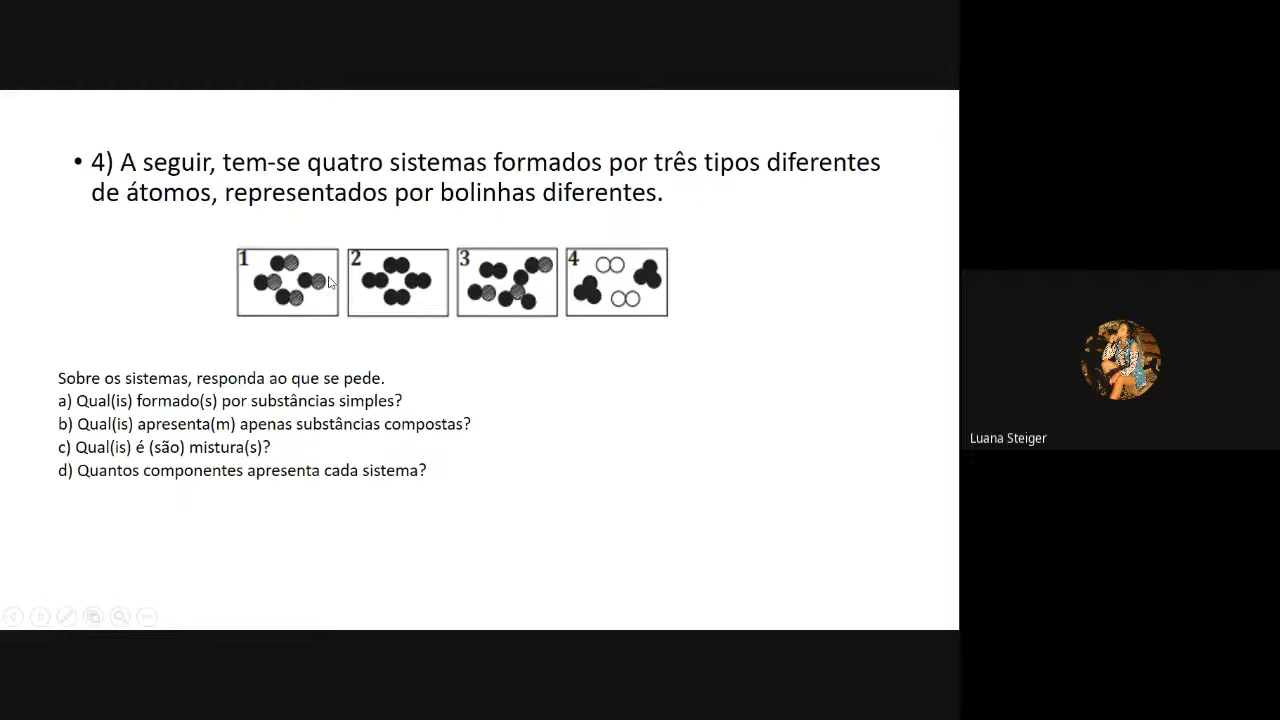 • 4) A seguir, tem-se quatro sistemas formados por três tipos diferentes
de átomos, representados por bolinhas diferentes.
1 2 3 4
Sobre os sistemas, responda ao que se pede.
a) Qual(is) formado(s) por substâncias simples?
b) Qual(is) apresenta(m) apenas substâncias compostas?
c) Qual(is) é (são) mistura(s)?
d) Quantos componentes apresenta cada sistema?
Luana Steiger